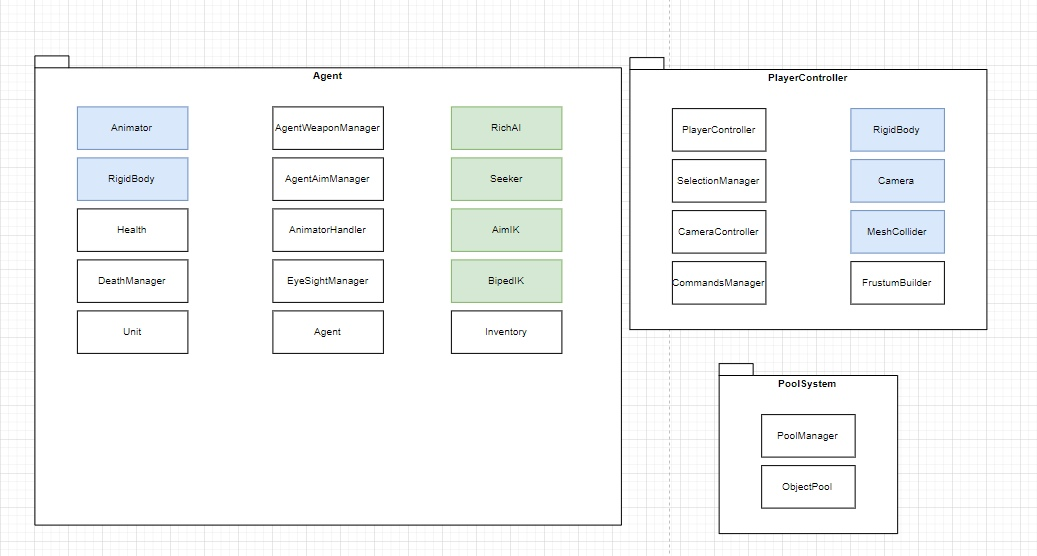 Agent
Animator
AgentWeaponManager
RichAI
RigidBody
AgentAimManager
Seeker
Health
AnimatorHandler
AimIK
DeathManager
EyeSightManager
BipedIK
Unit
Agent
Inventory
PlayerController
PlayerController
RigidBody
SelectionManager
Camera
CameraController
MeshCollider
CommandsManager
FrustumBuilder
PoolSystem
PoolManager
ObjectPool